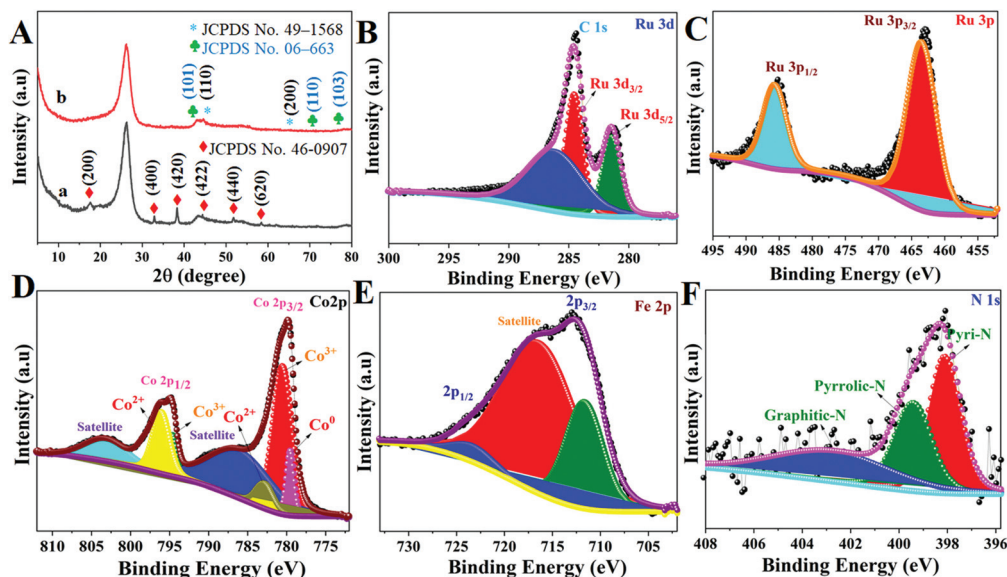 A
* JCPDS No. 49–1568
♣ JCPDS No. 06–663
(101)
(110)
(200)
(110)
(103)
b
♦ JCPDS No. 46-0907
a
(200)
(400)
(420)
(422)
(440)
(620)
Intensity (a.u)
10 20 30 40 50 60 70 80
2θ (degree)
B
C 1s
Ru 3d
Ru 3d3/2
Ru 3d5/2
Intensity (a.u)
300 295 290 285 280
Binding Energy (eV)
C
Ru 3p3/2
Ru 3p
Ru 3p1/2
Intensity (a.u)
495 490 485 480 475 470 465 460 455
Binding Energy (eV)
D
Co 2p3/2
Co2p
Co3+
Co 2p1/2
Co2+
Co3+
Co2+
Satellite
Satellite
Co0
Intensity (a.u)
810 805 800 795 790 785 780 775
Binding Energy (eV)
E
2p3/2
Fe 2p
Satellite
2p1/2
Intensity (a.u)
730 725 720 715 710 705
Binding Energy (eV)
F
N 1s
Pyri-N
Pyrrolic-N
Graphitic-N
Intensity (a.u)
408 406 404 402 400 398 396
Binding Energy (eV)